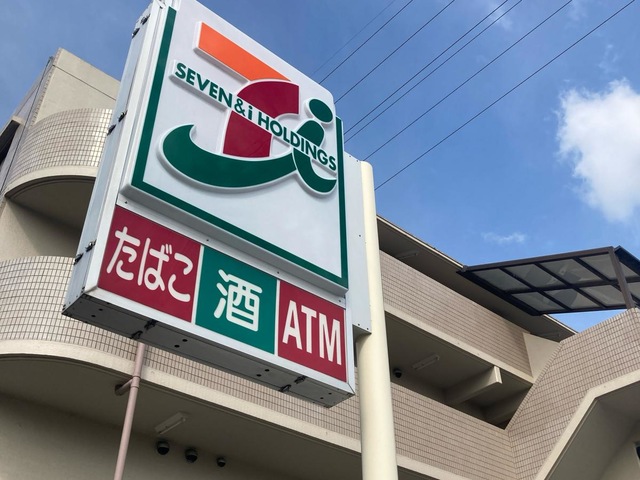 SEVEN & i HOLDINGS
たばこ
酒
ATM